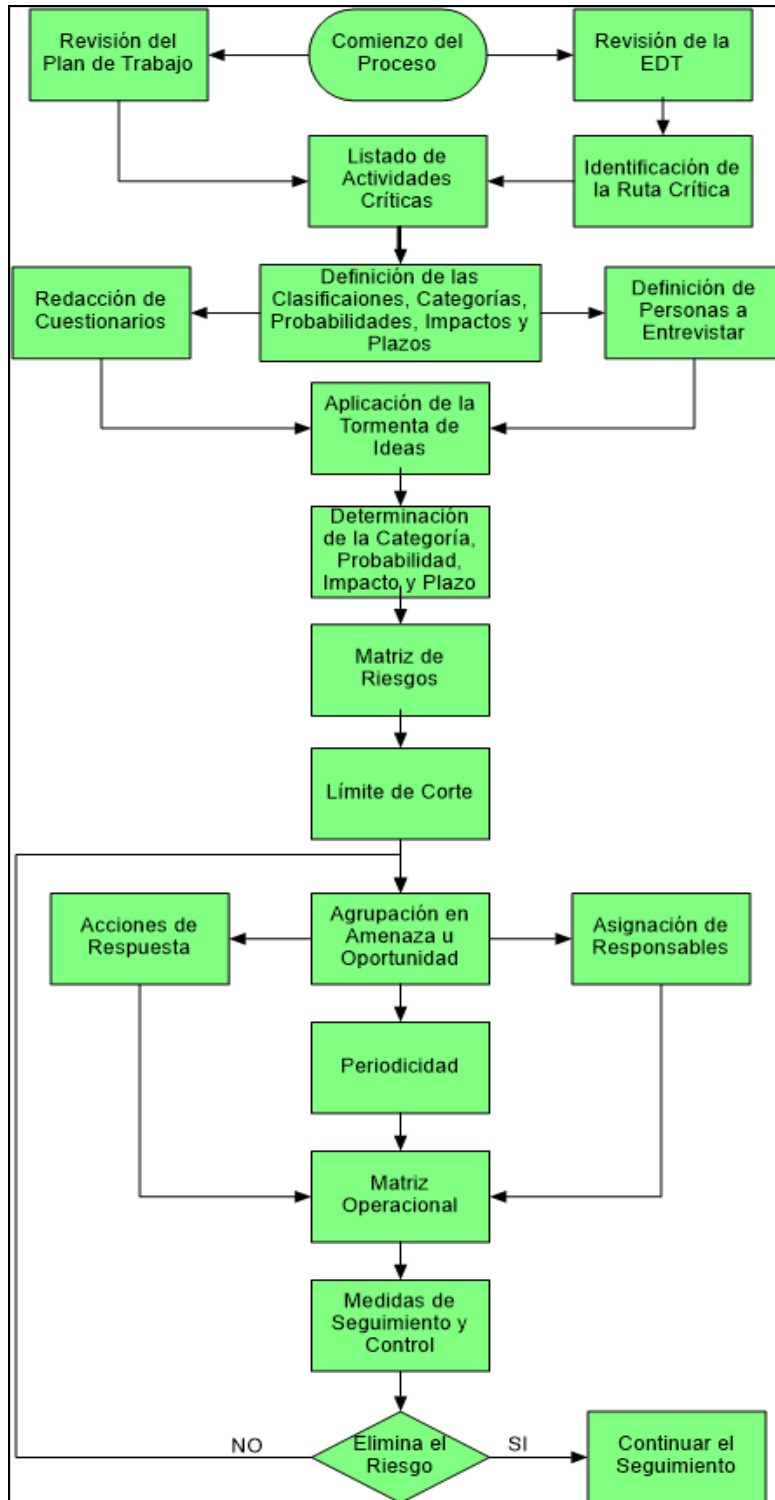 Revisión del
Plan de Trabajo
Comienzo del
Proceso
Revisión de la
EDT
Listado de
Actividades
Críticas
Identificación de
la Ruta Crítica
Redacción de
Cuestionarios
Definición de las
Clasificaiones, Categorías,
Probabilidades, Impactos y
Plazos
Definición de
Personas a
Entrevistar
Aplicación de la
Tormenta de
Ideas
Determinación
de la Categoría,
Probabilidad,
Impacto y Plazo
Matriz de
Riesgos
Límite de Corte
Acciones de
Respuesta
Agrupación en
Amenaza u
Oportunidad
Asignación de
Responsables
Periodicidad
Matriz
Operacional
Medidas de
Seguimiento y
Control
NO
Elimina el
Riesgo
SI
Continuar el
Seguimiento